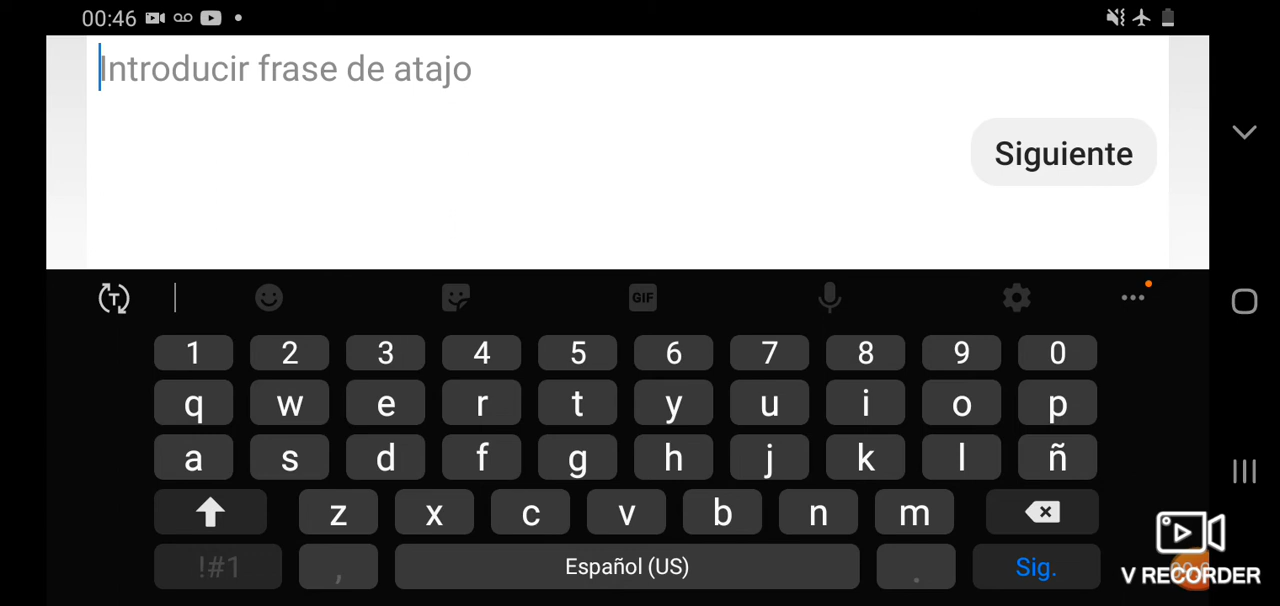 00:46
Introducir frase de atajo
Siguiente
T
GIF
1 2 3 4 5 6 7 8 9 0
q w e r t y u i o p
a s d f g h j k l ñ
z x c v b n m
!#1 , Español (US) . Sig.
V RECORDER